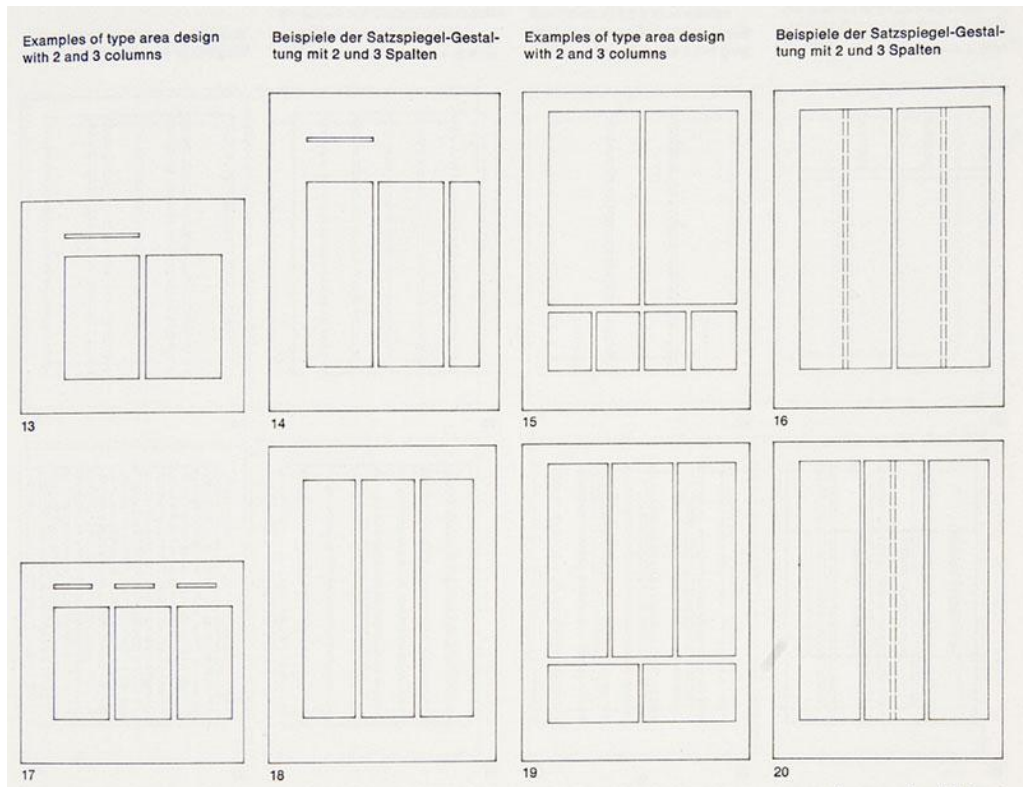 Examples of type area design
with 2 and 3 columns
Beispiele der Satzspiegel-Gestal-
tung mit 2 und 3 Spalten
Examples of type area design
with 2 and 3 columns
Beispiele der Satzspiegel-Gestal-
tung mit 2 und 3 Spalten
13
14
15
16
17
18
19
20